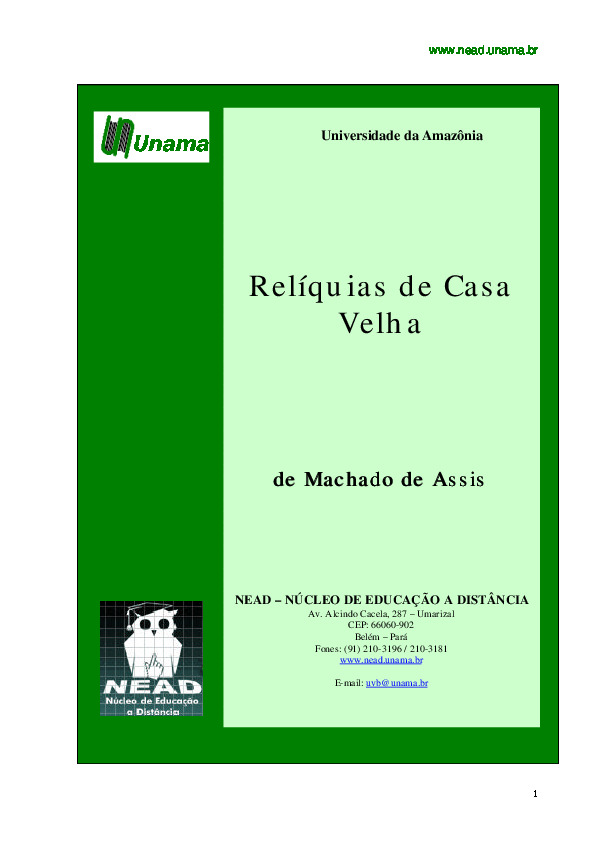 www.nead.unama.br
Unama
Universidade da Amazônia
Relíquias de Casa
Velha
de Machado de Assis
NEAD – NÚCLEO DE EDUCAÇÃO A DISTÂNCIA
Av. Alcindo Cacela, 287 – Umarizal
CEP: 66060-902
Belém – Pará
Fones: (91) 210-3196 / 210-3181
www.nead.unama.br
E-mail: uvb@unama.br
NEAD
Núcleo de Educação
a Distância
1